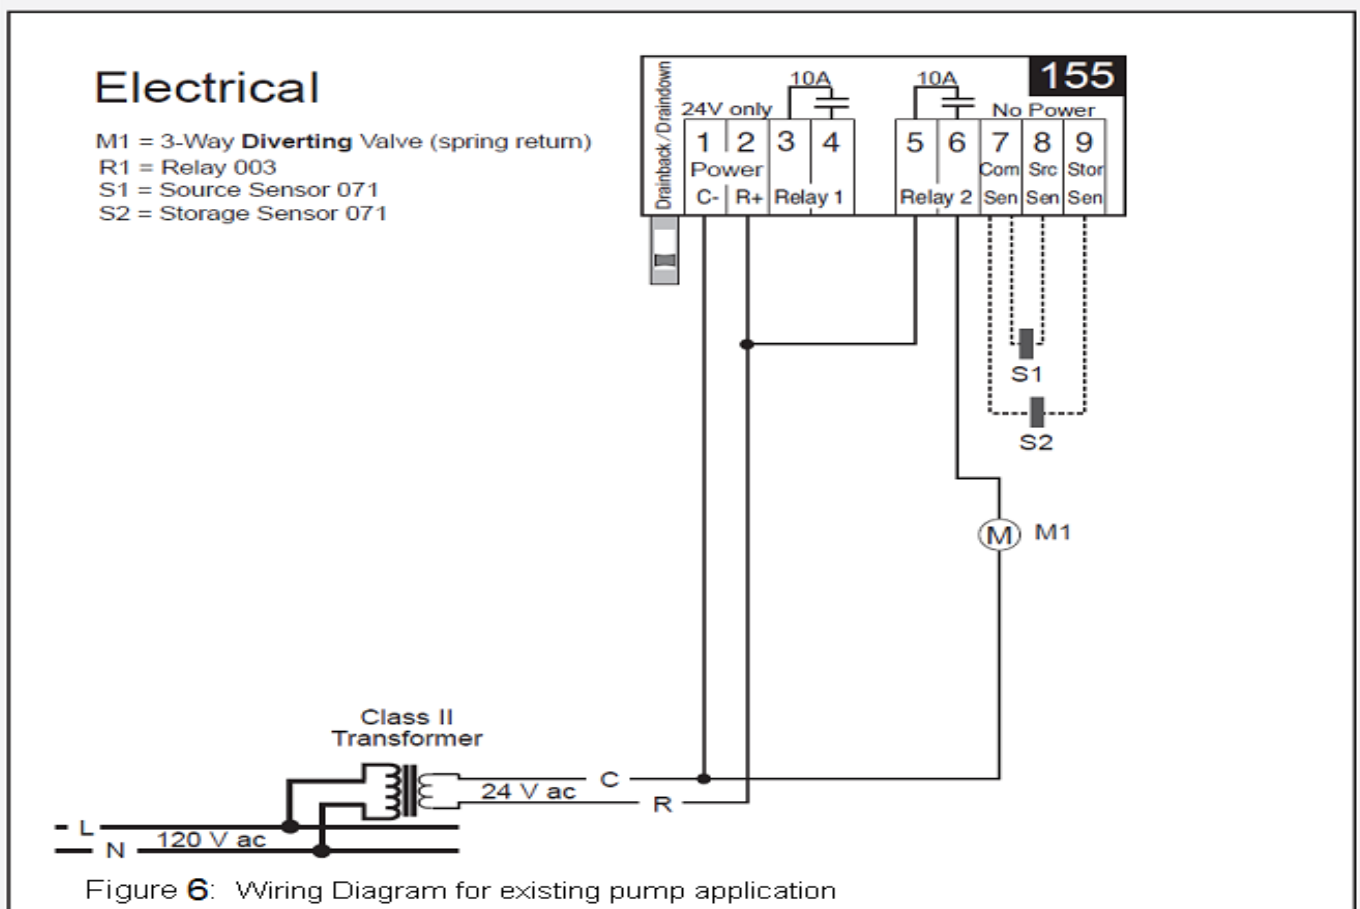 Electrical
M1 = 3-Way Diverting Valve (spring return)
R1 = Relay 003
S1 = Source Sensor 071
S2 = Storage Sensor 071
Drainback/Draindown
155
10A 10A
24V only No Power
1 2 3 4 5 6 7 8 9
Power Com Src Stor
C- R+ Relay 1 Relay 2 Sen Sen Sen
S1
S2
M M1
Class II
Transformer
C
24 V ac
R
L
120 V ac
N
Figure 6: Wiring Diagram for existing pump application